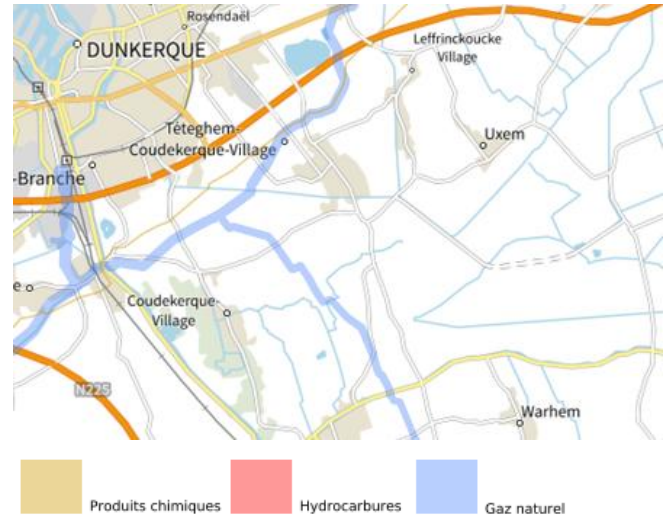 Rosendaël
DUNKERQUE
Leffrinckoucke
Village
Téteghem-
Coudekerque-Village
Uxem
-Branche
e
Coudekerque-
Village
N225
Warhem
Produits chimiques
Hydrocarbures
Gaz naturel